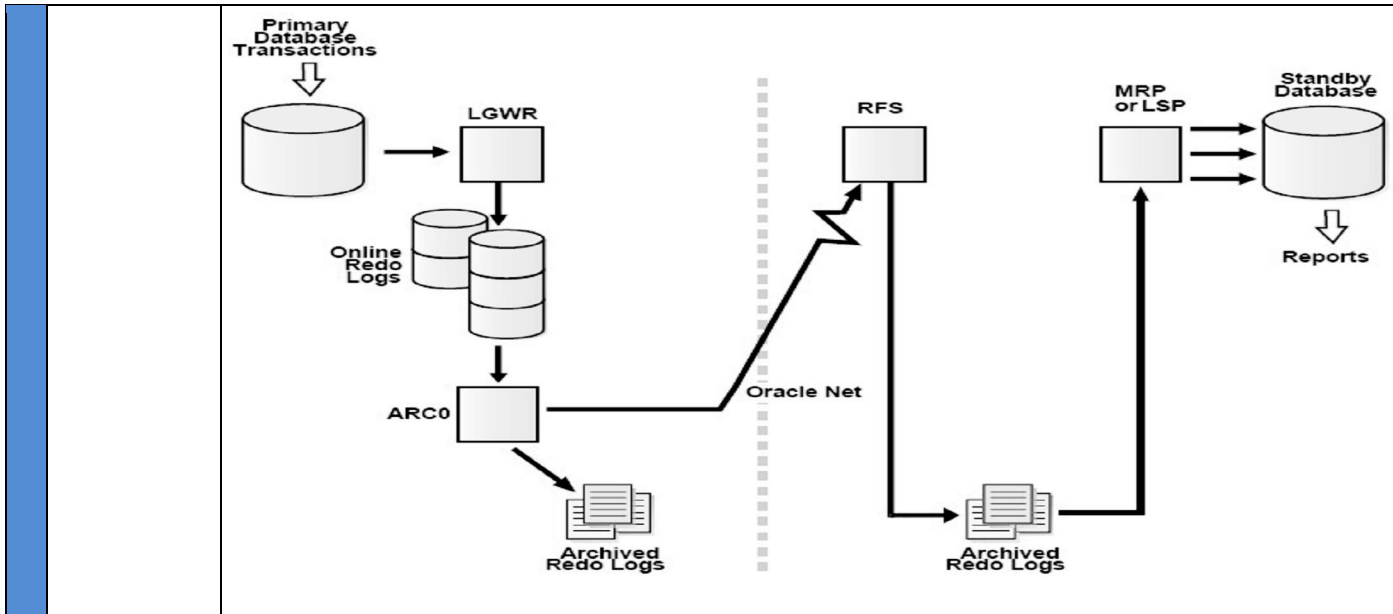 Primary
Database
Transactions
LGWR
Online
Redo
Logs
ARC0
Archived
Redo Logs
Oracle Net
RFS
Archived
Redo Logs
MRP
or LSP
Standby
Database
Reports